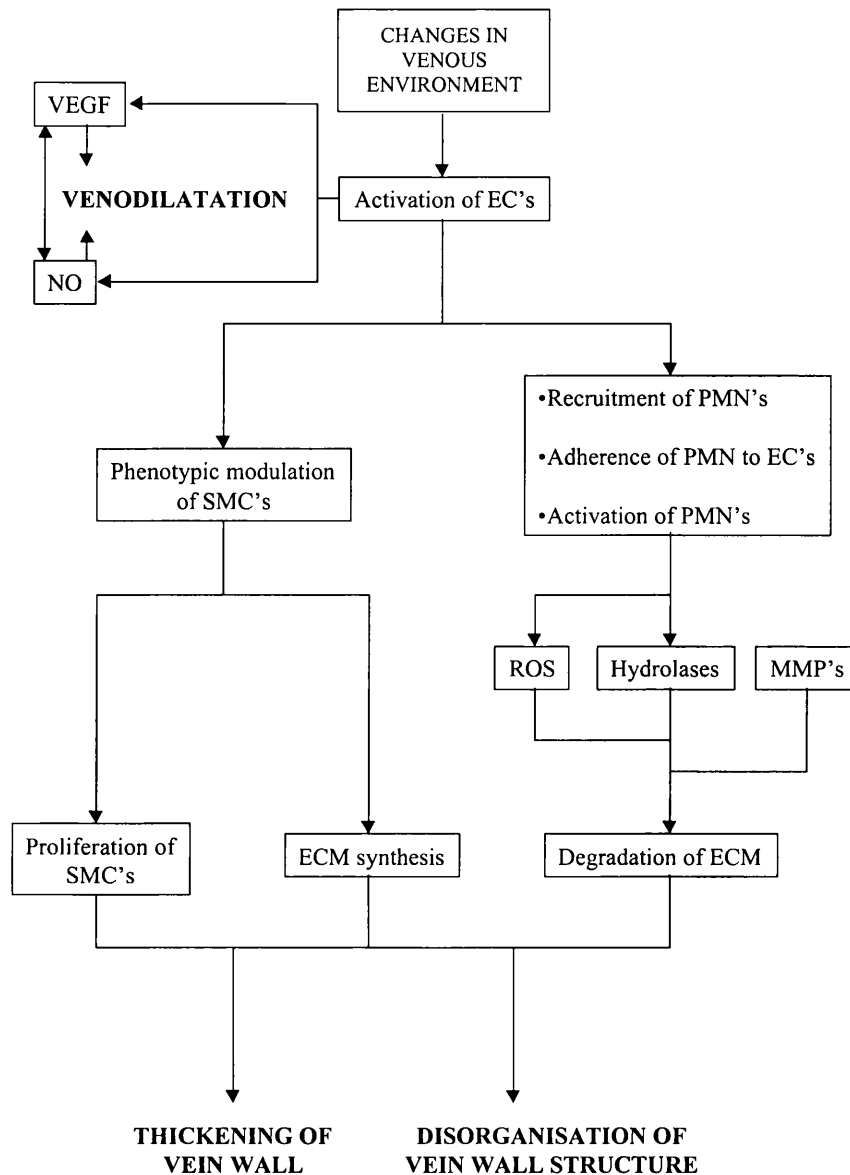 CHANGES IN
VENOUS
ENVIRONMENT
VEGF
VENODILATATION
Activation of EC's
NO
•Recruitment of PMN's
•Adherence of PMN to EC's
•Activation of PMN's
Phenotypic modulation
of SMC's
ROS
Hydrolases
MMP's
Proliferation of
SMC's
ECM synthesis
Degradation of ECM
THICKENING OF
VEIN WALL
DISORGANISATION OF
VEIN WALL STRUCTURE